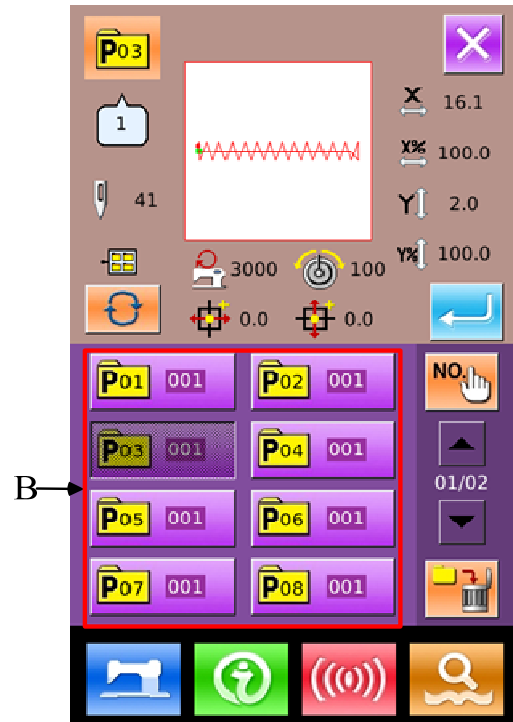 P03
1
41
X 16.1
X% 100.0
Y 2.0
Y% 100.0
3000 100
0.0 0.0
P01 001 P02 001
NO.
P03 001 P04 001
01/02
B
P05 001 P06 001
P07 001 P08 001